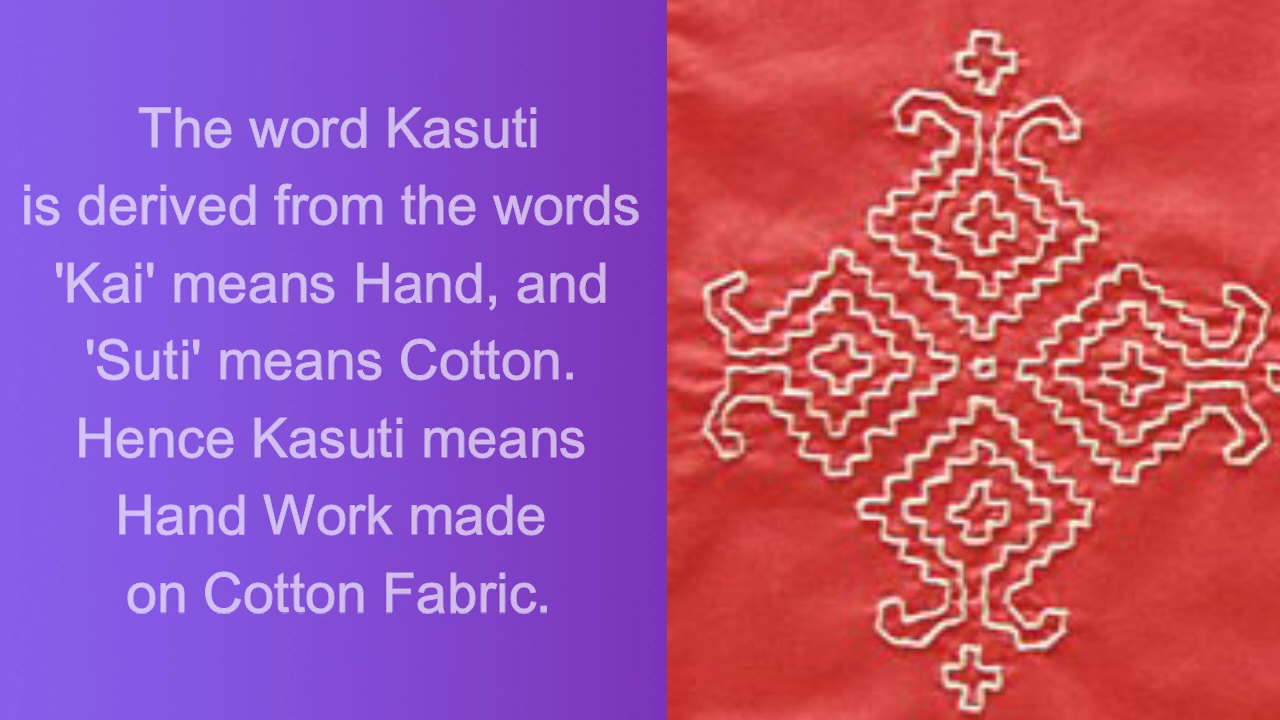 The word Kasuti
is derived from the words
'Kai' means Hand, and
'Suti' means Cotton.
Hence Kasuti means
Hand Work made
on Cotton Fabric.